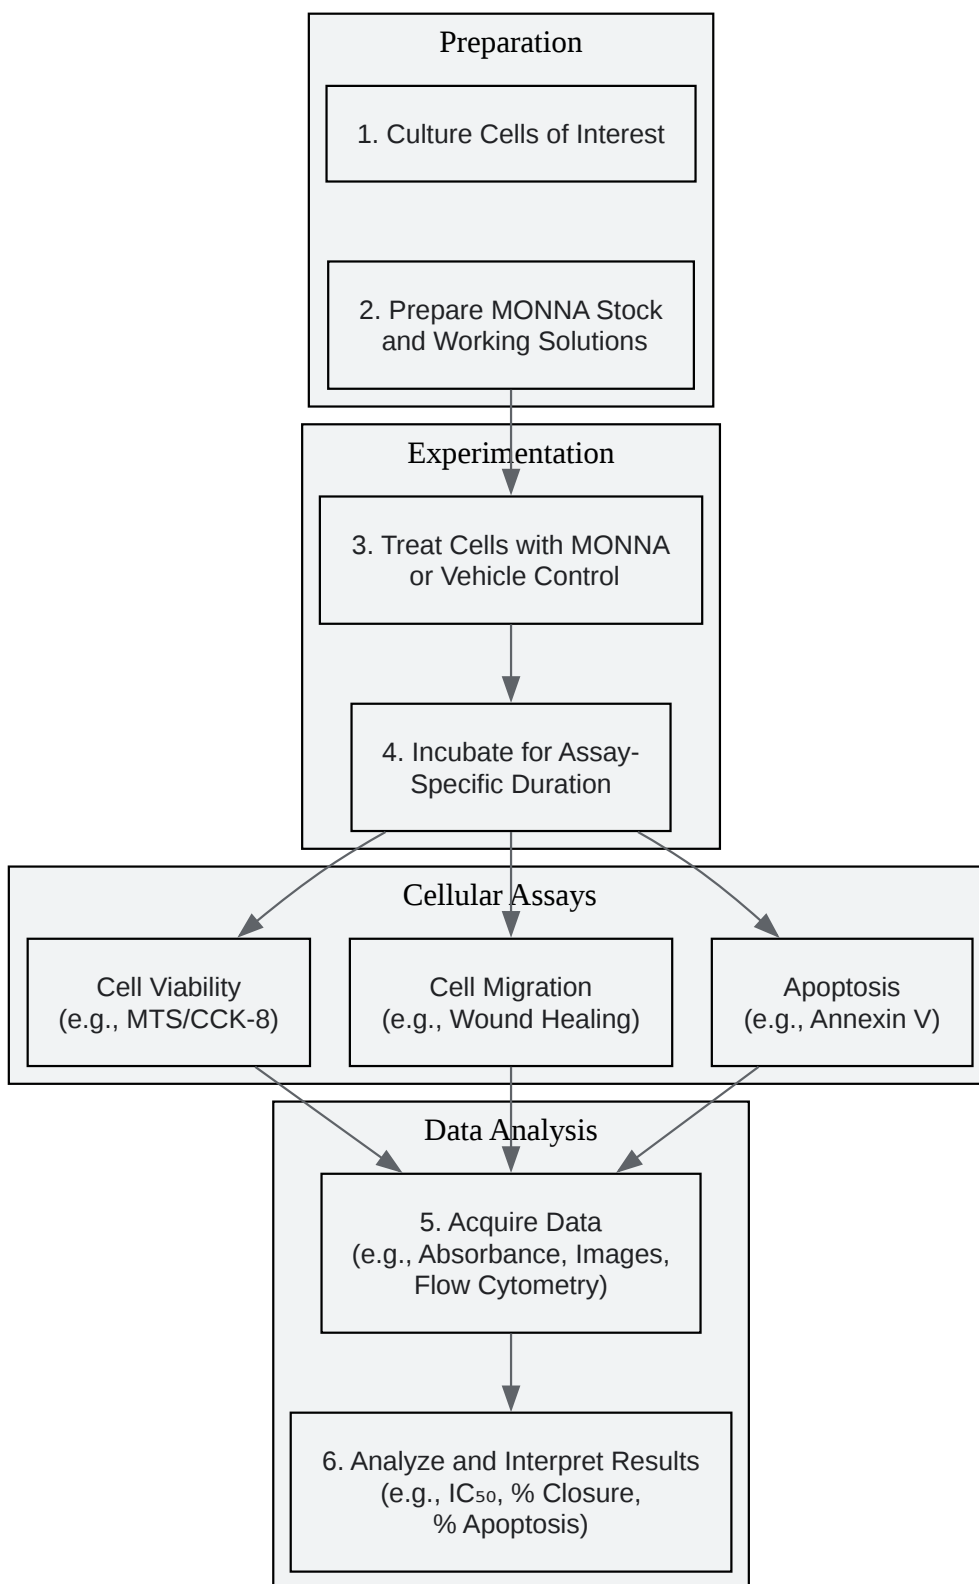 Preparation
1. Culture Cells of Interest
2. Prepare MONNA Stock
and Working Solutions
Experimentation
3. Treat Cells with MONNA
or Vehicle Control
4. Incubate for Assay-
Specific Duration
Cellular Assays
Cell Viability
(e.g., MTS/CCK-8)
Cell Migration
(e.g., Wound Healing)
Apoptosis
(e.g., Annexin V)
Data Analysis
5. Acquire Data
(e.g., Absorbance, Images,
Flow Cytometry)
6. Analyze and Interpret Results
(e.g., IC₅₀, % Closure,
% Apoptosis)